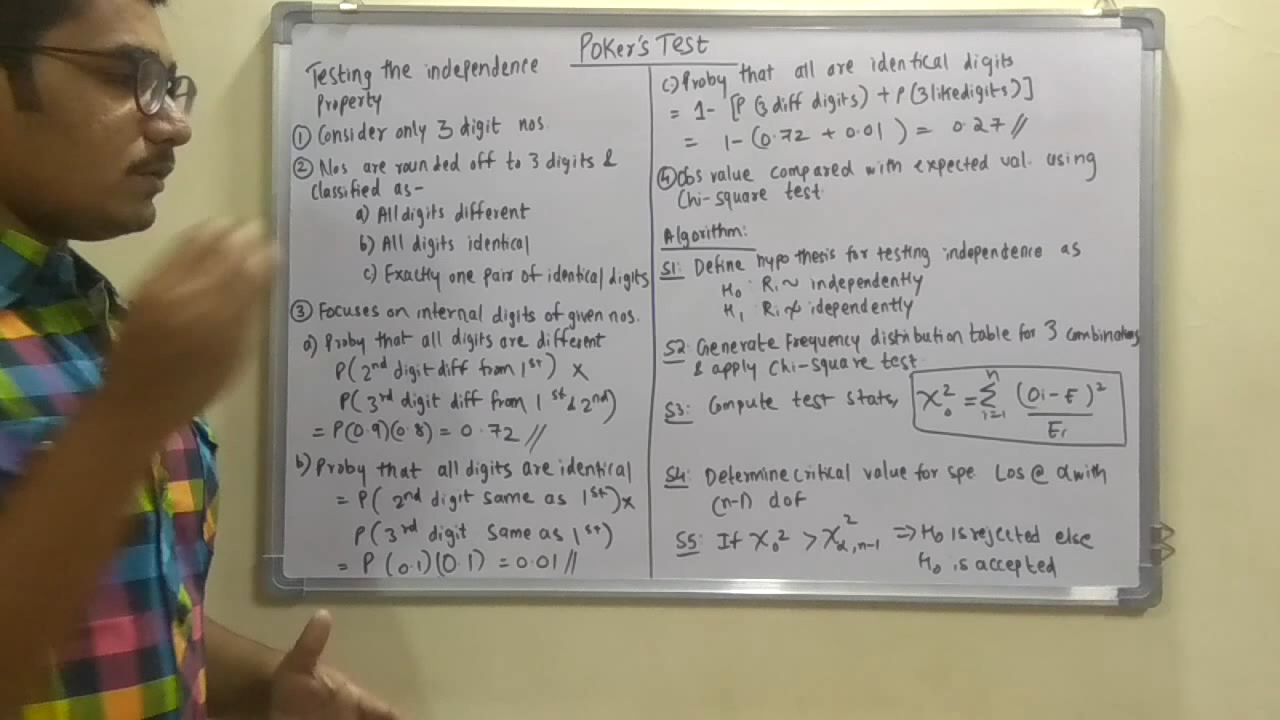 Poker's Test
Testing the independence
Property
① Consider only 3 digit nos.
② Nos are rounded off to 3 digits &
classified as-
a) All digits different
b) All digits identical
c) Exactly one pair of identical digits
③ Focuses on internal digits of given nos.
a) Proby that all digits are different
P(2nd digit diff from 1st) x
P(3rd digit diff from 1st & 2nd)
= P(0.9)(0.8) = 0.72 //
b) Proby that all digits are identical
= P(2nd digit same as 1st) x
P(3rd digit same as 1st)
= P(0.1)(0.1) = 0.01 //
c) Proby that all are identical digits
= 1- [P(3 diff digits) + P(3 like digits)]
= 1-(0.72 + 0.01) = 0.27 //
④ Obs value compared with expected val. using
Chi-square test.
Algorithm:
S1: Define hypo thesis for testing independence as
H₀: Ri ~ independently
H₁ Ri ≁ idependently
S2: Generate Frequency distribution table for 3 combinations
& apply Chi-square test.
S3: Compute test stats, X₀² = Σ_{i=1}^{n} (Oi-E)²/Ei
S4: Determine critical value for spe Los @ α with
(n-1) dof
S5: If X₀² > X²α,n-1 ⇒ H₀ is rejected else
H₀ is accepted